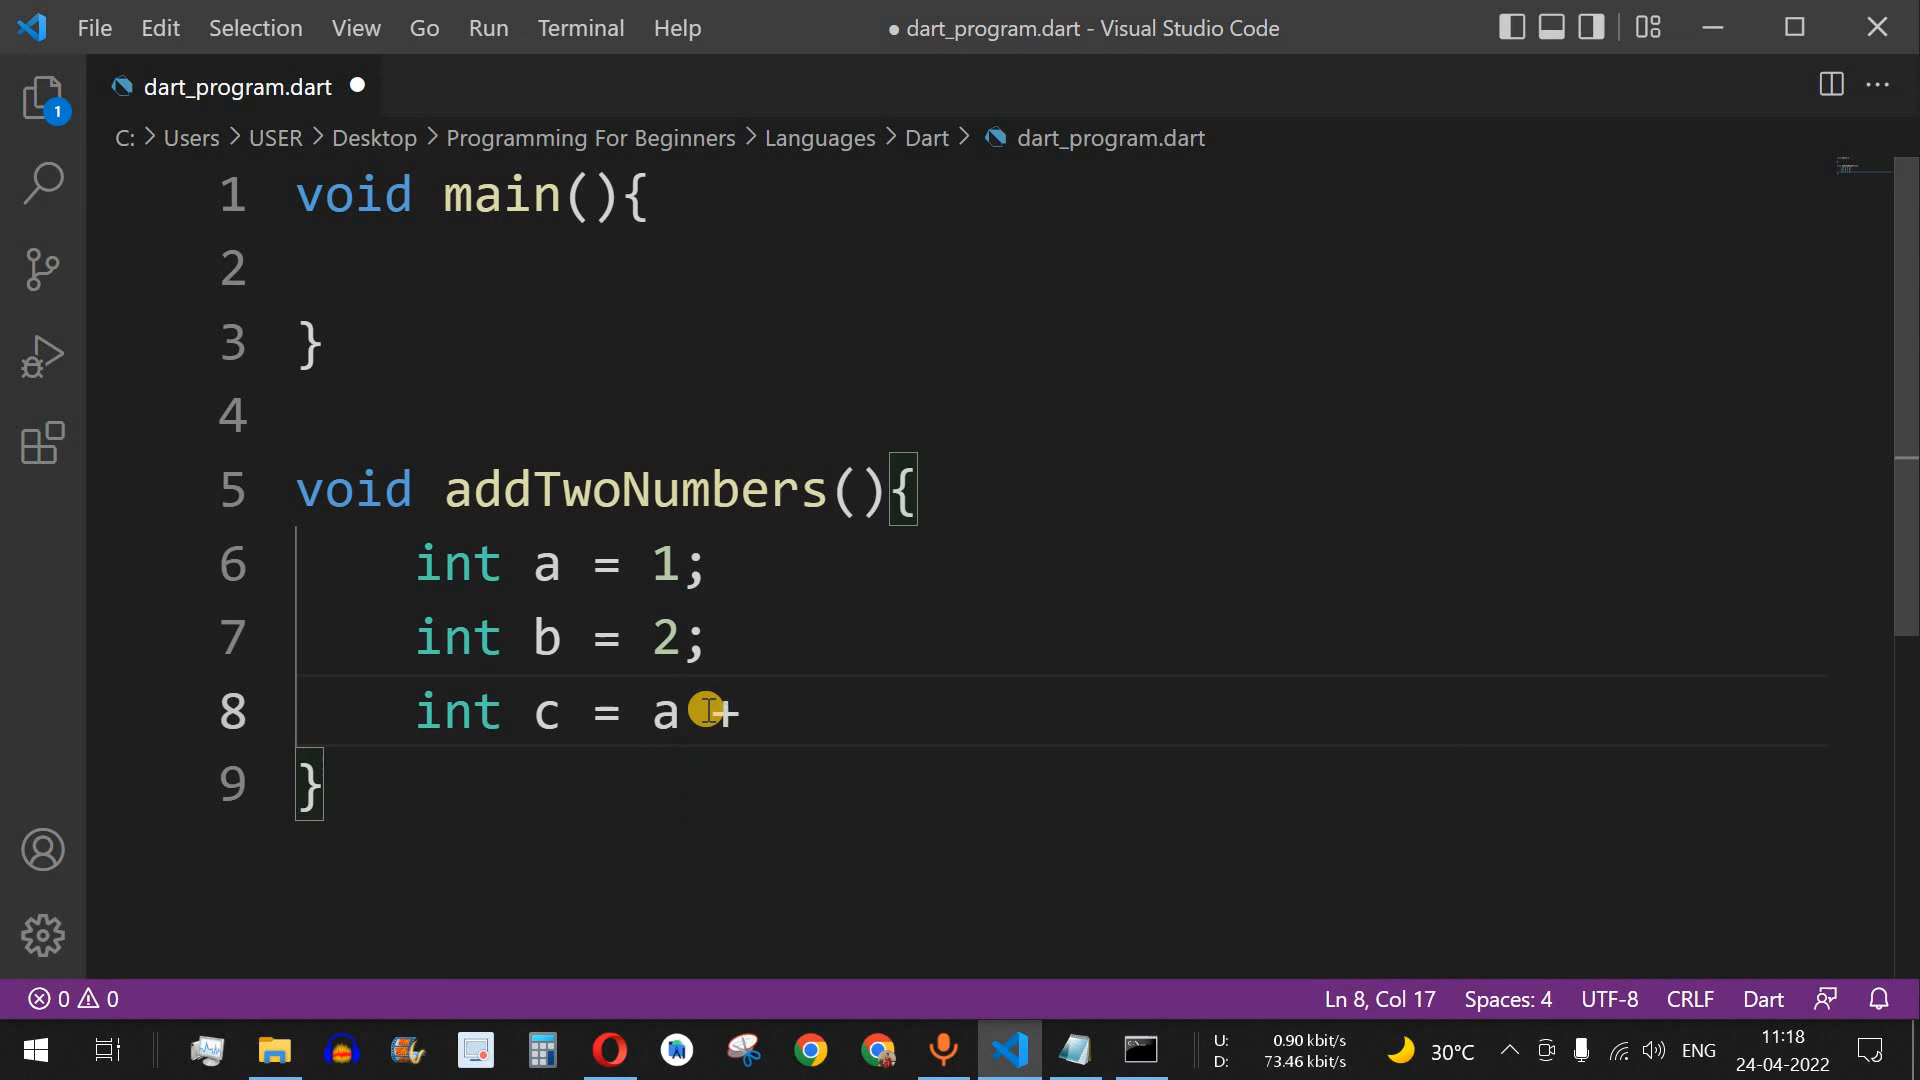 File Edit Selection View Go Run Terminal Help ● dart_program.dart - Visual Studio Code
1
dart_program.dart ●
C: > Users > USER > Desktop > Programming For Beginners > Languages > Dart > dart_program.dart
1 void main(){
2
3 }
4
5 void addTwoNumbers(){
6 int a = 1;
7 int b = 2;
8 int c = a +
9 }
0 0 Ln 8, Col 17 Spaces: 4 UTF-8 CRLF Dart
U: 0.90 kbit/s
D: 73.46 kbit/s
30°C ENG
11:18
24-04-2022